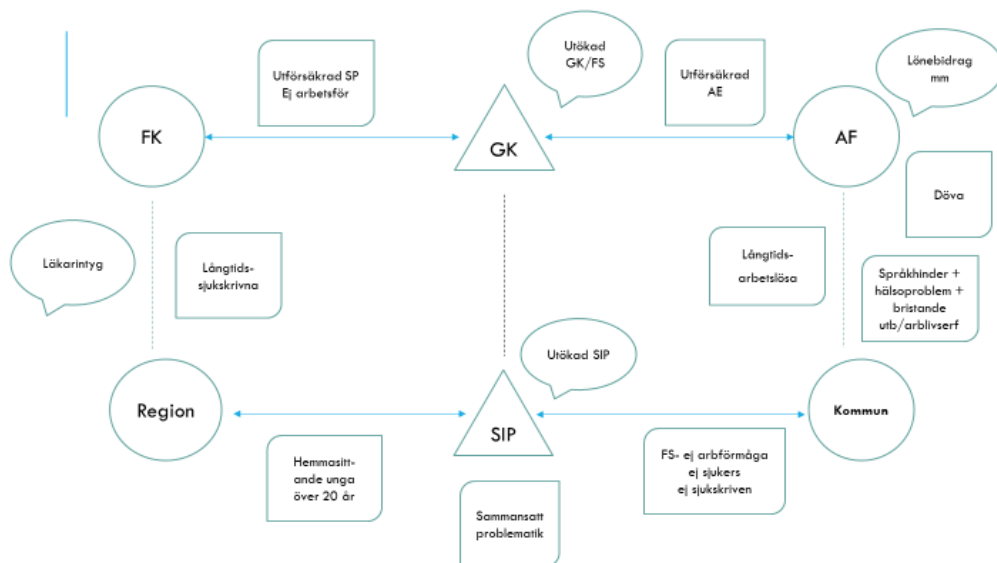 Utökad
GK/FS
Lönebidrag
mm
Utförsäkrad SP
Ej arbetsför
Utförsäkrad
AE
FK
GK
AF
Döva
Läkarintyg
Långtids-
sjukskrivna
Långtids-
arbetslösa
Språkhinder +
hälsoproblem +
bristande
utb/arblivserf
Utökad SIP
Region
SIP
Kommun
Hemmasitt-
ande unga
över 20 år
FS- ej arbförmåga
ej sjukers
ej sjukskriven
Sammansatt
problematik